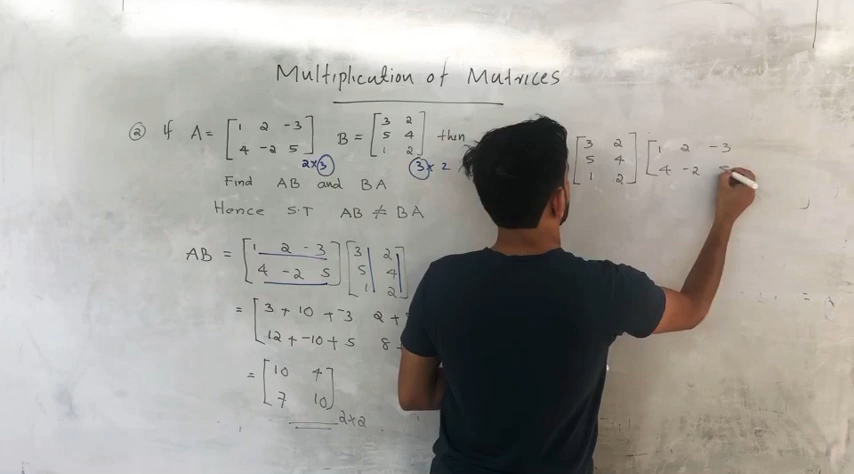 Multiplication of Matrices
② If A = [1 2 -3 B = [3 2 then
4 -2 5] 5 4
2×3 1 2]
3×2
Find AB and BA
Hence S.T AB ≠ BA
AB = [1 2 -3 [3 2
4 -2 5] 5 4
1 2]
= [3 + 10 + -3 2 +
12 + -10 + 5 8
= [10 4
7 10] 2×2
[3 2 [1 2 -3
5 4 4 -2 5
1 2]